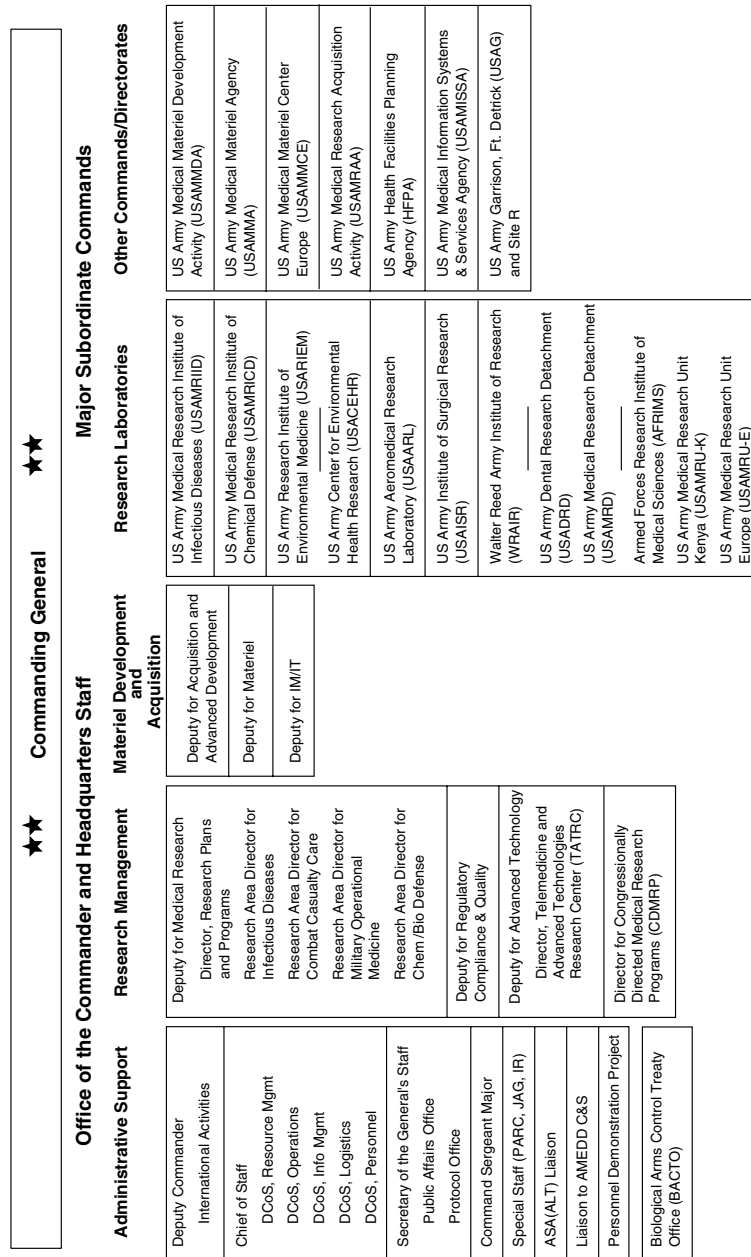 Commanding General
Office of the Commander and Headquarters Staff
Major Subordinate Commands
Administrative Support
Deputy Commander
International Activities
Chief of Staff
DCoS, Resource Mgmt
DCoS, Operations
DCoS, Info Mgmt
DCoS, Logistics
DCoS, Personnel
Secretary of the General's Staff
Public Affairs Office
Protocol Office
Command Sergeant Major
Special Staff (PARC, JAG, IR)
ASA(ALT) Liaison
Liaison to AMEDD C&S
Personnel Demonstration Project
Biological Arms Control Treaty
Office (BACTO)
Research Management
Deputy for Medical Research
Director, Research Plans
and Programs
Research Area Director for
Infectious Diseases
Research Area Director for
Combat Casualty Care
Research Area Director for
Military Operational
Medicine
Research Area Director for
Chem /Bio Defense
Deputy for Regulatory
Compliance & Quality
Deputy for Advanced Technology
Director, Telemedicine and
Advanced Technologies
Research Center (TATRC)
Director for Congressionally
Directed Medical Research
Programs (CDMRP)
Materiel Development
and
Acquisition
Deputy for Acquisition and
Advanced Development
Deputy for Materiel
Deputy for IM/IT
Research Laboratories
US Army Medical Research Institute of
Infectious Diseases (USAMRIID)
US Army Medical Research Institute of
Chemical Defense (USAMRICD)
US Army Research Institute of
Environmental Medicine (USARIEM)
US Army Center for Environmental
Health Research (USACEHR)
US Army Aeromedical Research
Laboratory (USAARL)
US Army Institute of Surgical Research
(USAISR)
Walter Reed Army Institute of Research
(WRAIR)
US Army Dental Research Detachment
(USADRD)
US Army Medical Research Detachment
(USAMRD)
Armed Forces Research Institute of
Medical Sciences (AFRIMS)
US Army Medical Research Unit
Kenya (USAMRU-K)
US Army Medical Research Unit
Europe (USAMRU-E)
Other Commands/Directorates
US Army Medical Materiel Development
Activity (USAMMDA)
US Army Medical Materiel Agency
(USAMMA)
US Army Medical Materiel Center
Europe (USAMMCE)
US Army Medical Research Acquisition
Activity (USAMRAA)
US Army Health Facilities Planning
Agency (HFPA)
US Army Medical Information Systems
& Services Agency (USAMISSA)
US Army Garrison, Ft. Detrick (USAG)
and Site R